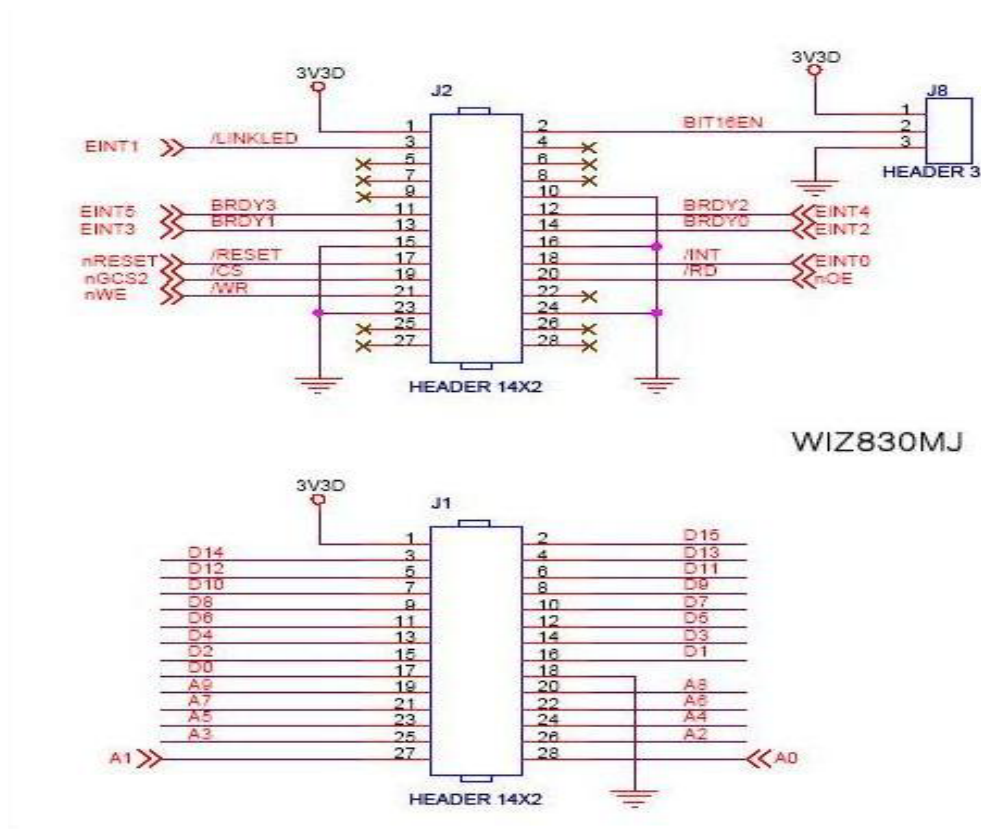 3V3D
3V3D
J2
J8
1 2 BIT16EN 1
EINT1 /LINKLED 3 4 2
5 6 3
7 8 HEADER 3
9 10
EINT5 BRDY3 11 12 BRDY2 EINT4
EINT3 BRDY1 13 14 BRDY0 EINT2
15 16
nRESET /RESET 17 18 /INT EINT0
nGCS2 /CS 19 20 /RD nOE
nWE /WR 21 22
23 24
25 26
27 28
HEADER 14X2
WIZ830MJ
3V3D
J1
1 2 D15
D14 3 4 D13
D12 5 6 D11
D10 7 8 D9
D8 9 10 D7
D6 11 12 D5
D4 13 14 D3
D2 15 16 D1
D0 17 18
A9 19 20 A8
A7 21 22 A6
A5 23 24 A4
A3 25 26 A2
A1 27 28 A0
HEADER 14X2